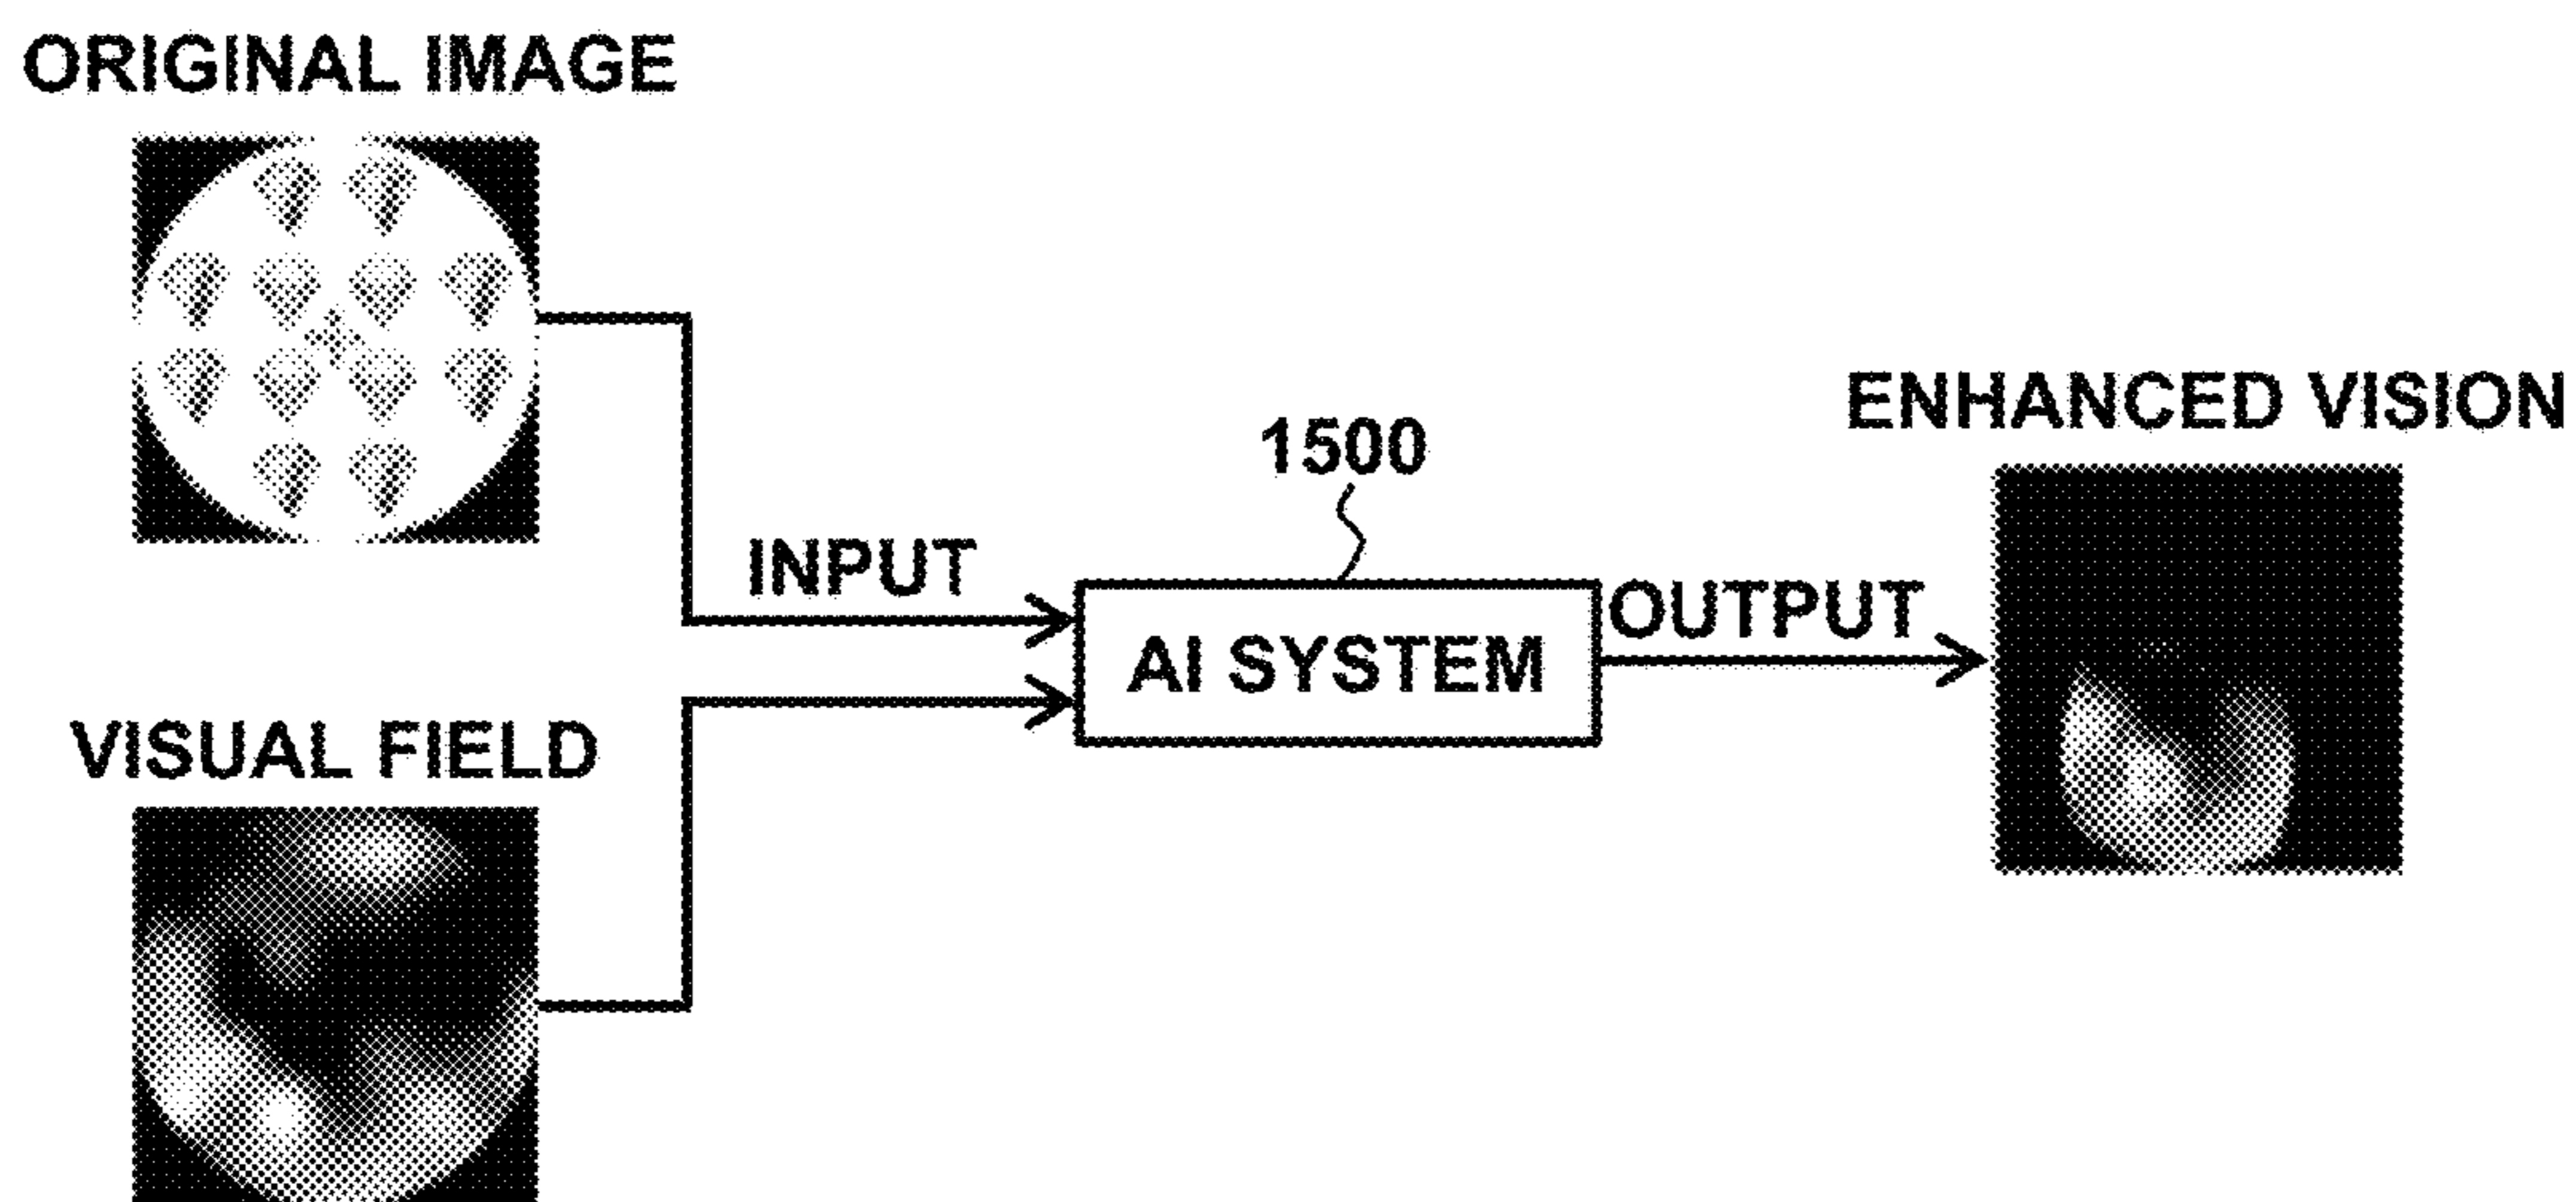 ORIGINAL IMAGE
INPUT
VISUAL FIELD
1500
AI SYSTEM
OUTPUT
ENHANCED VISION